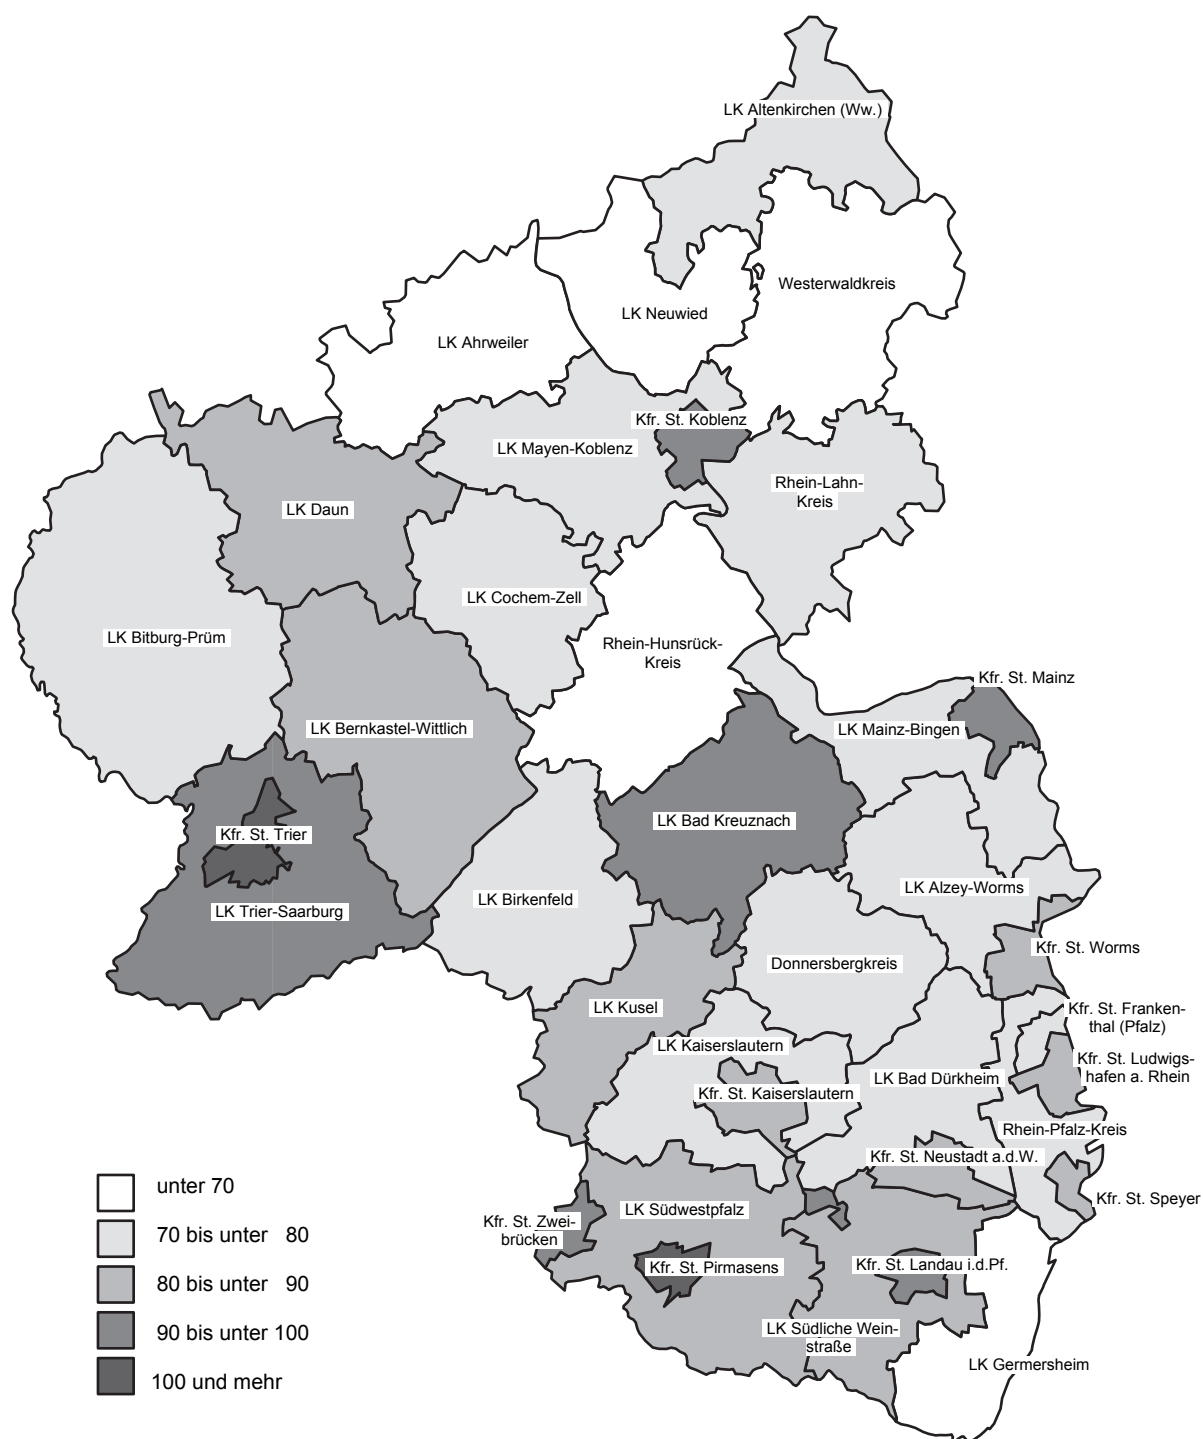 LK Altenkirchen (Ww.)
Westerwaldkreis
LK Neuwied
LK Ahrweiler
Kfr. St. Koblenz
LK Mayen-Koblenz
Rhein-Lahn-
Kreis
LK Daun
LK Cochem-Zell
LK Bitburg-Prüm
Rhein-Hunsrück-
Kreis
Kfr. St. Mainz
LK Bernkastel-Wittlich
LK Mainz-Bingen
LK Bad Kreuznach
Kfr. St. Trier
LK Alzey-Worms
LK Birkenfeld
LK Trier-Saarburg
Kfr. St. Worms
Donnersbergkreis
LK Kusel
Kfr. St. Franken-
thal (Pfalz)
LK Kaiserslautern
Kfr. St. Ludwigs-
hafen a. Rhein
LK Bad Dürkheim
Kfr. St. Kaiserslautern
Rhein-Pfalz-Kreis
Kfr. St. Neustadt a.d.W.
Kfr. St. Speyer
LK Südwestpfalz
Kfr. St. Zwei-
brücken
Kfr. St. Pirmasens
Kfr. St. Landau i.d.Pf.
LK Südliche Wein-
straße
LK Germersheim
unter 70
70 bis unter 80
80 bis unter 90
90 bis unter 100
100 und mehr